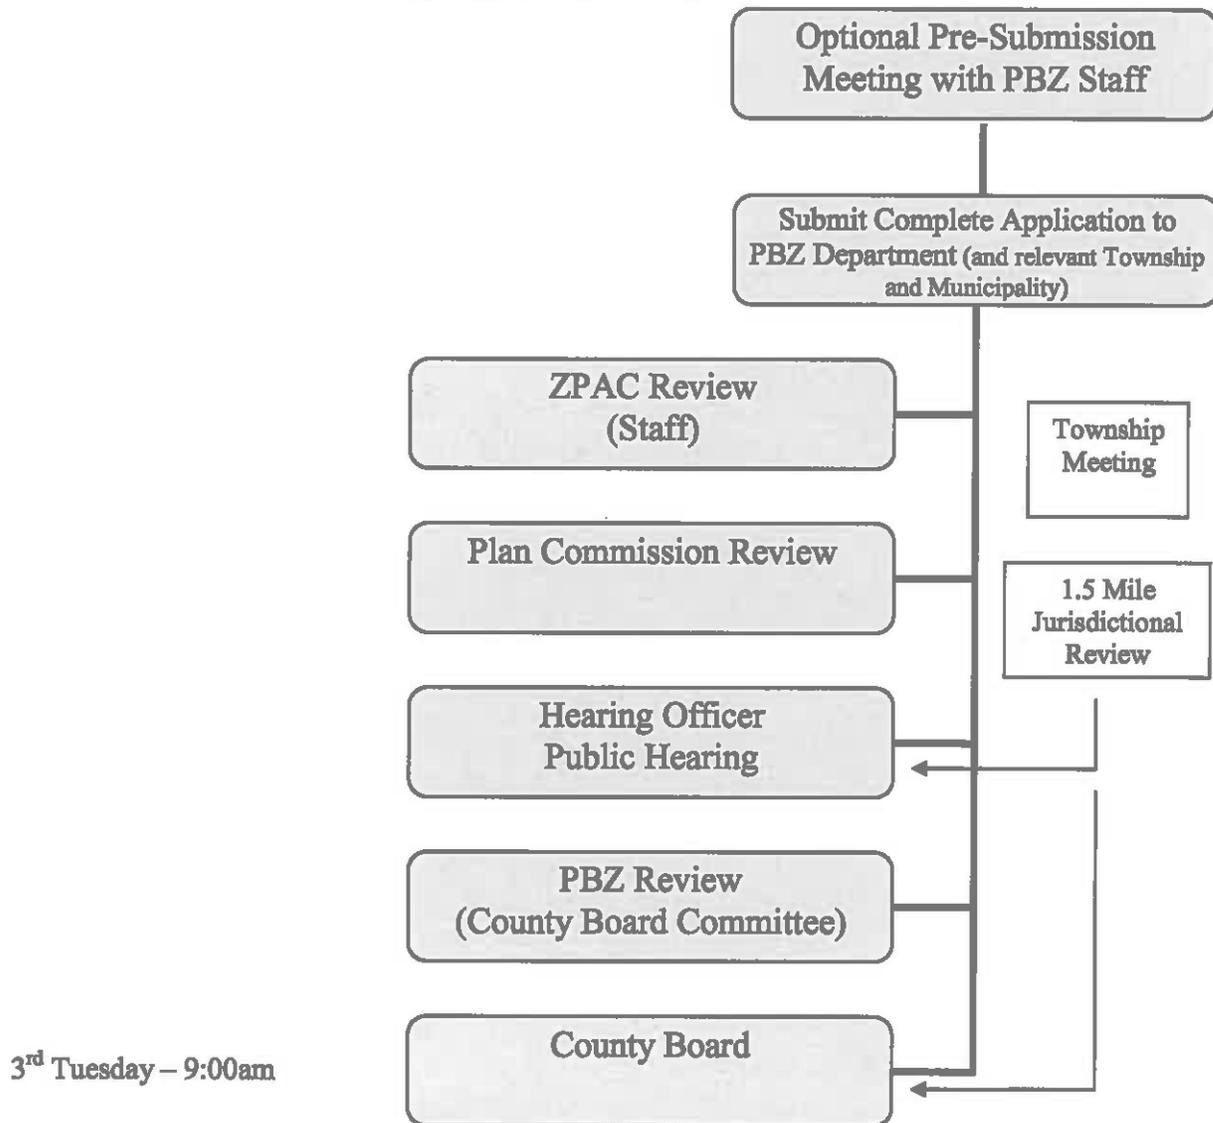 Optional Pre-Submission
Meeting with PBZ Staff
Submit Complete Application to
PBZ Department (and relevant Township
and Municipality)
ZPAC Review
(Staff)
Township
Meeting
Plan Commission Review
1.5 Mile
Jurisdictional
Review
Hearing Officer
Public Hearing
PBZ Review
(County Board Committee)
County Board
3rd Tuesday – 9:00am